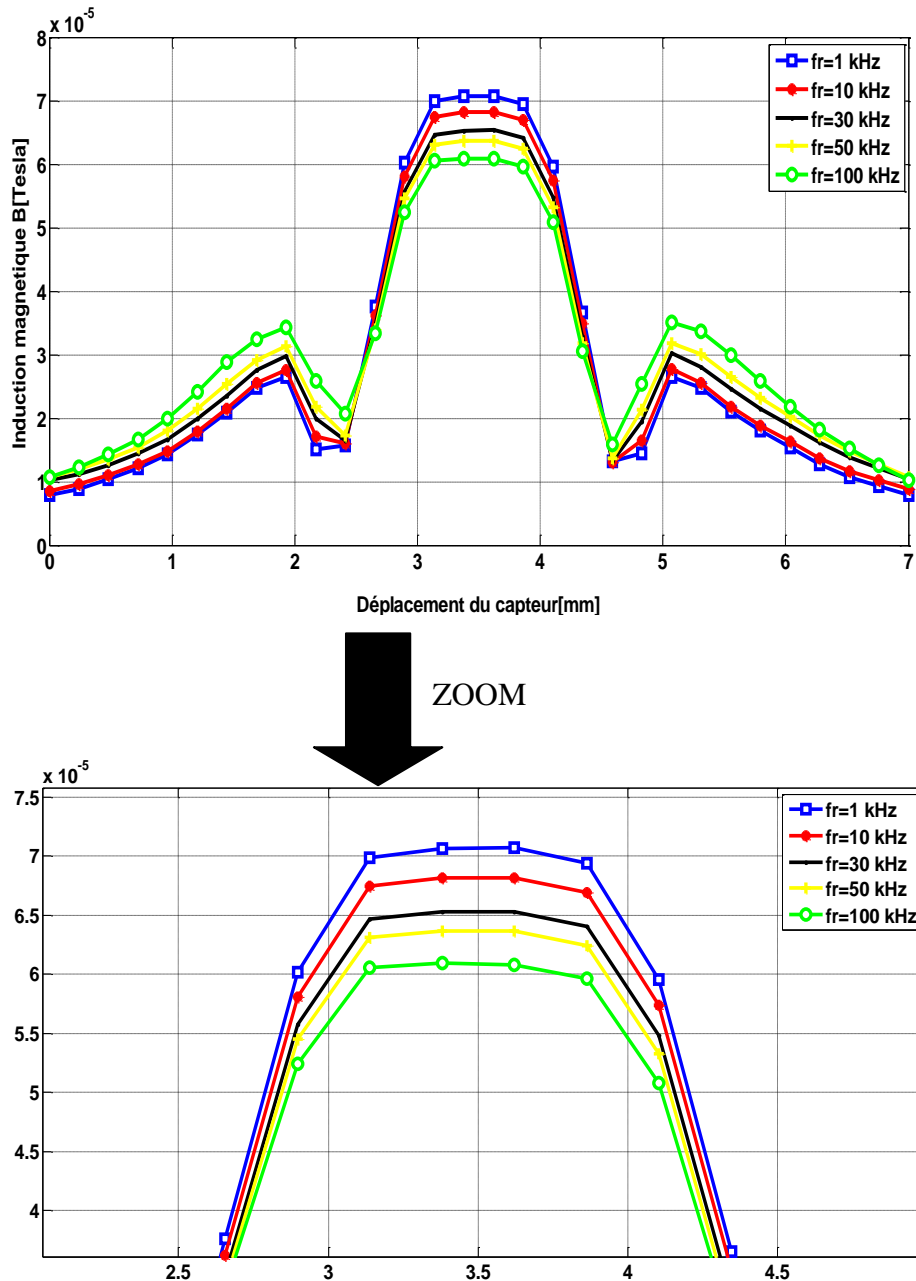 x 10-5
8
7
6
5
4
3
2
1
0
Induction magnetique B[Tesla]
fr=1 kHz
fr=10 kHz
fr=30 kHz
fr=50 kHz
fr=100 kHz
0 1 2 3 4 5 6 7
Déplacement du capteur[mm]
ZOOM
x 10-5
7.5
7
6.5
6
5.5
5
4.5
4
fr=1 kHz
fr=10 kHz
fr=30 kHz
fr=50 kHz
fr=100 kHz
2.5 3 3.5 4 4.5